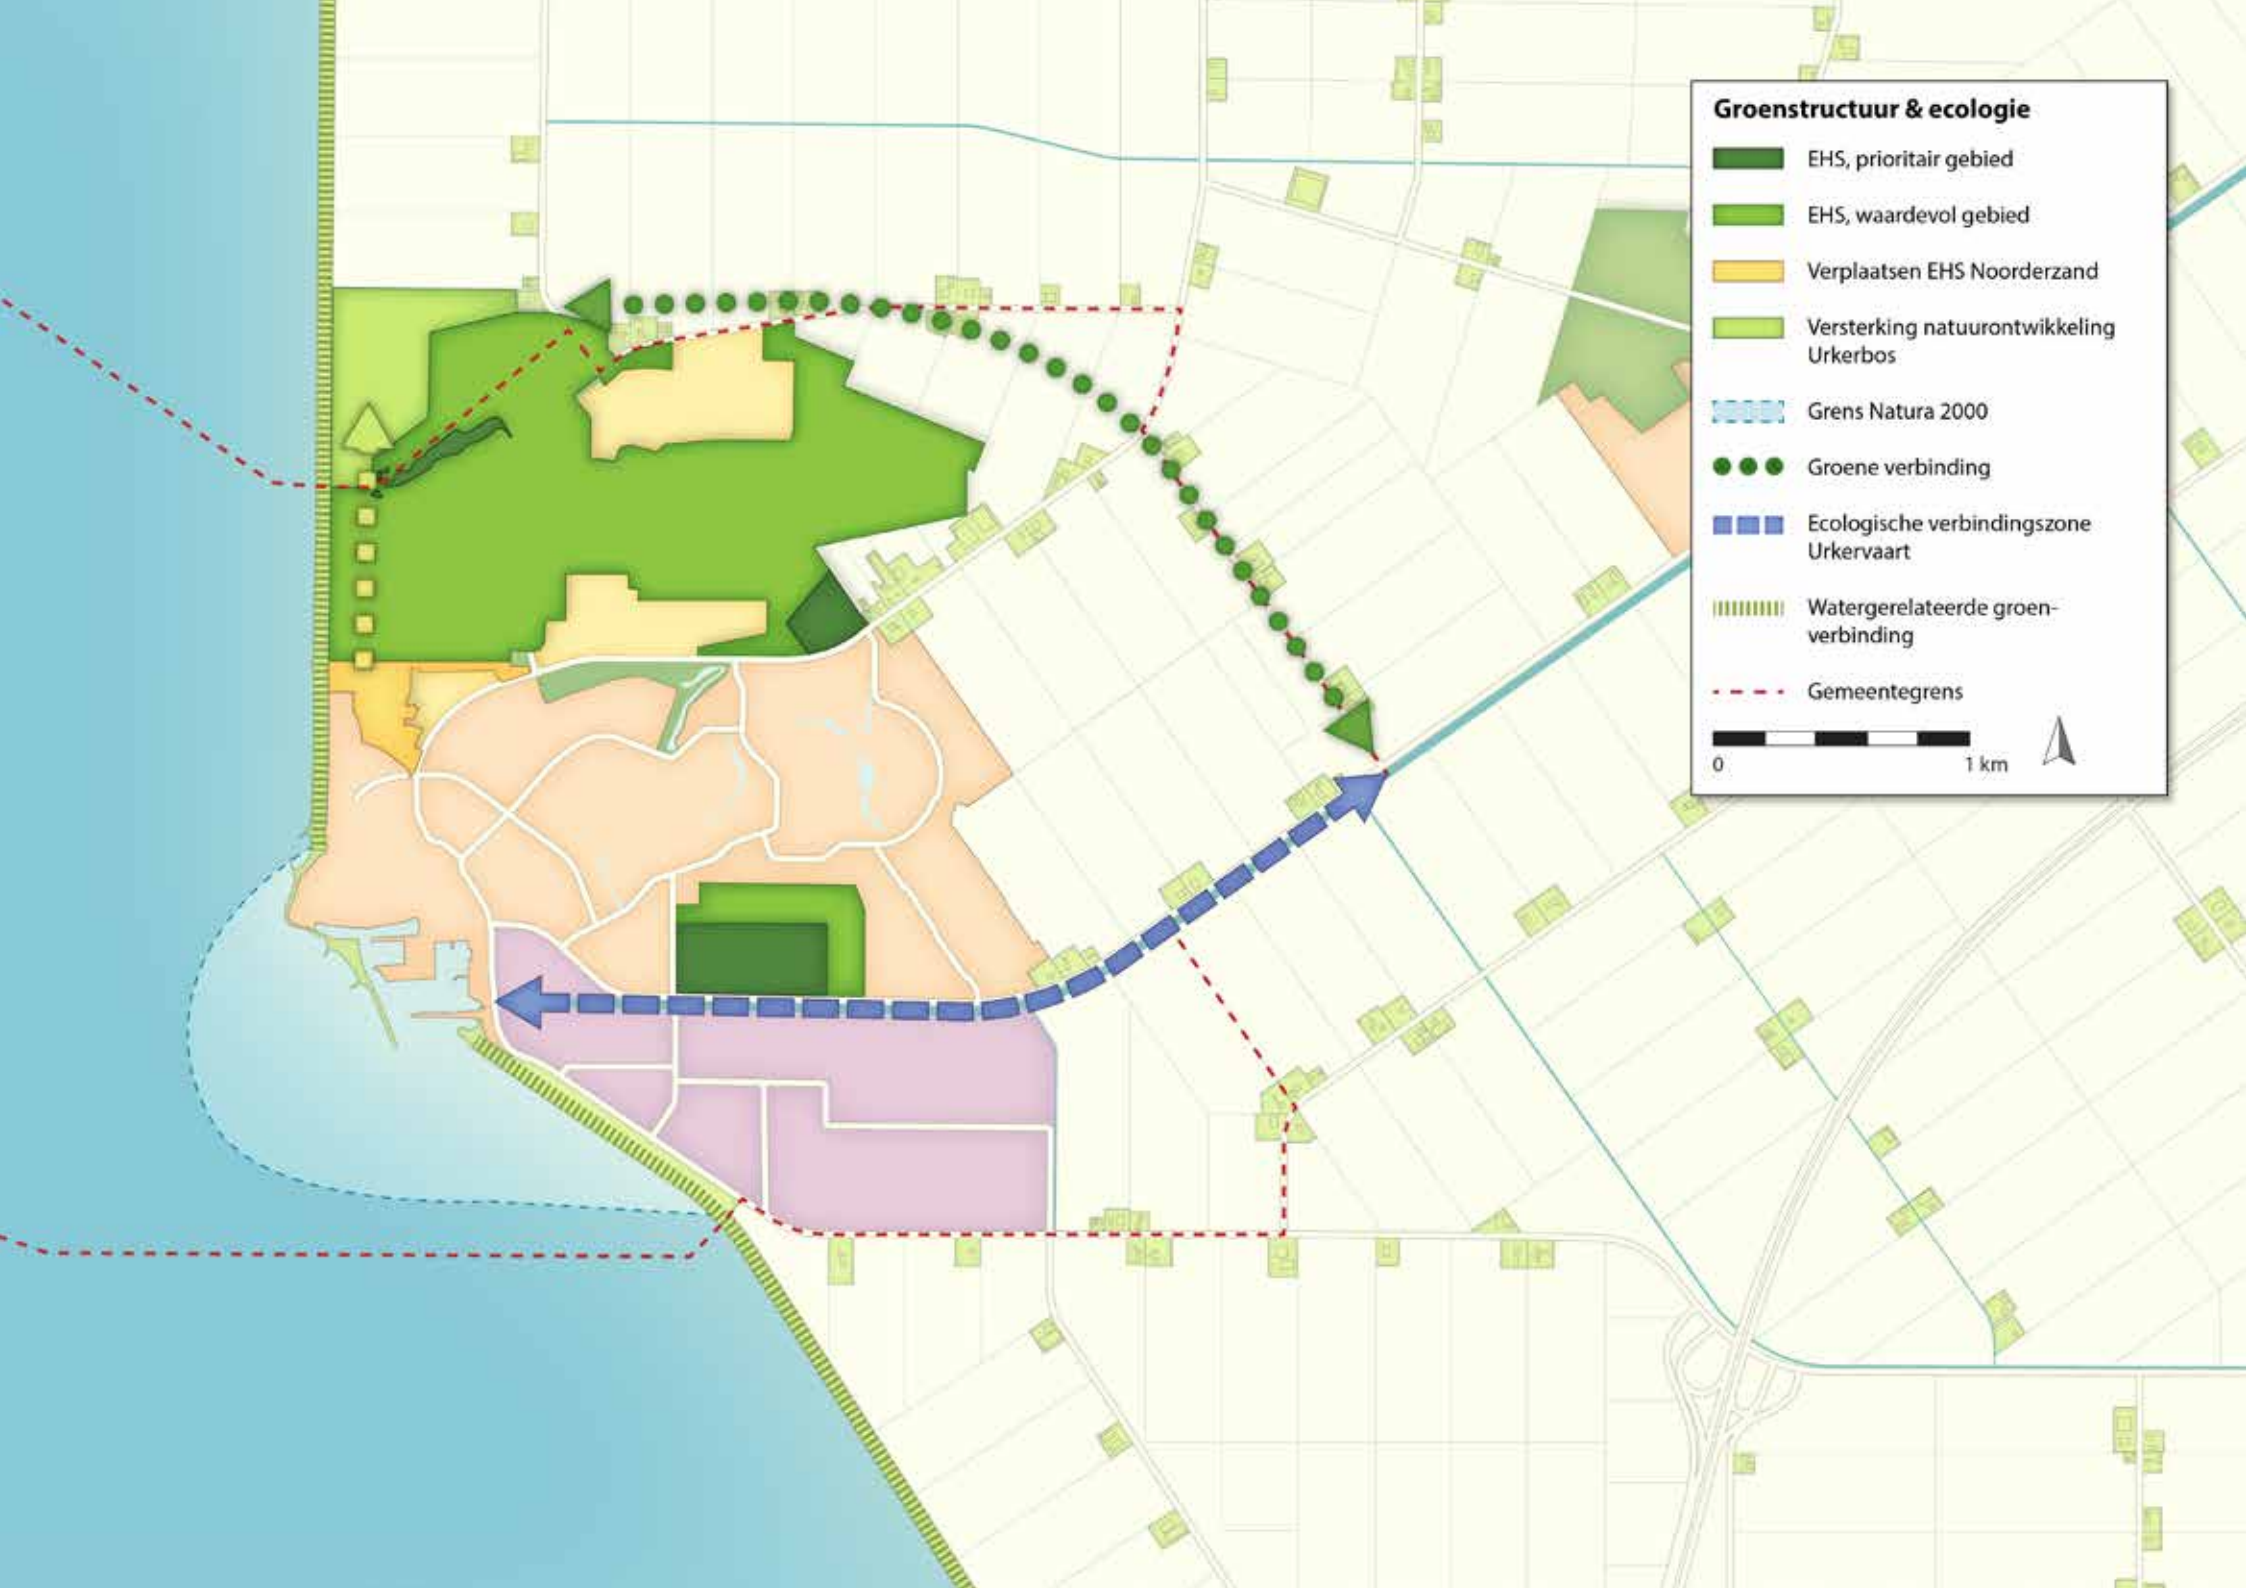 Groenstructuur & ecologie
EHS, prioritair gebied
EHS, waardevol gebied
Verplaatsen EHS Noorderzand
Versterking natuurontwikkeling
Urkerbos
Grens Natura 2000
Groene verbinding
Ecologische verbindingszone
Urkervaart
Watergerelateerde groen-
verbinding
Gemeentegrens
0 1 km